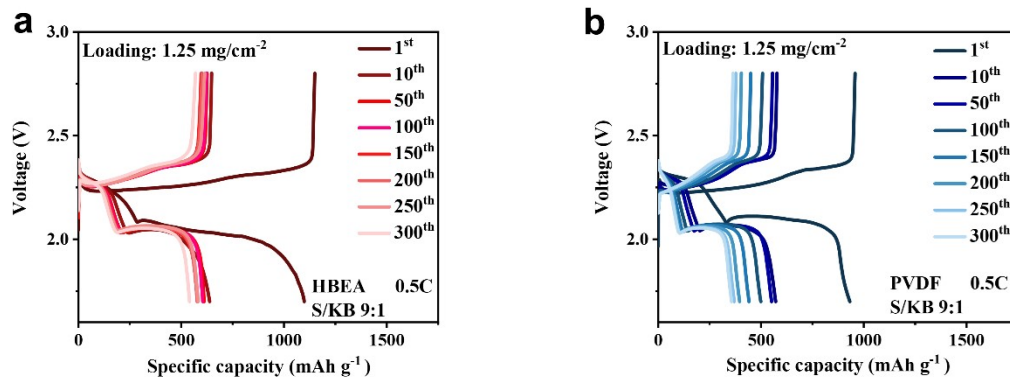 a
3.0
Loading: 1.25 mg/cm⁻²
1ˢᵗ
10ᵗʰ
50ᵗʰ
100ᵗʰ
150ᵗʰ
200ᵗʰ
250ᵗʰ
300ᵗʰ
2.5
2.0
Voltage (V)
HBEA 0.5C
S/KB 9:1
0 500 1000 1500
Specific capacity (mAh g⁻¹)
b
3.0
Loading: 1.25 mg/cm⁻²
1ˢᵗ
10ᵗʰ
50ᵗʰ
100ᵗʰ
150ᵗʰ
200ᵗʰ
250ᵗʰ
300ᵗʰ
2.5
2.0
Voltage (V)
PVDF 0.5C
S/KB 9:1
0 500 1000 1500
Specific capacity (mAh g⁻¹)